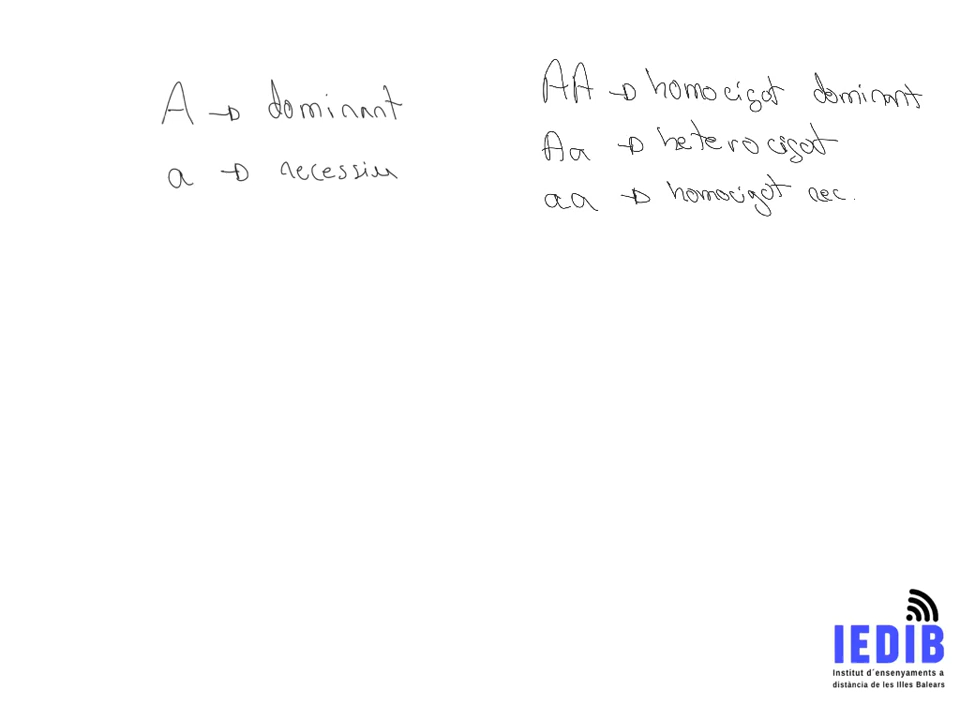 A → dominant
a → recessiu
AA → homocigot dominant
Aa → heterocigot
aa → homocigot rec.
IEDIB
Institut d´ensenyaments a
distància de les Illes Balears